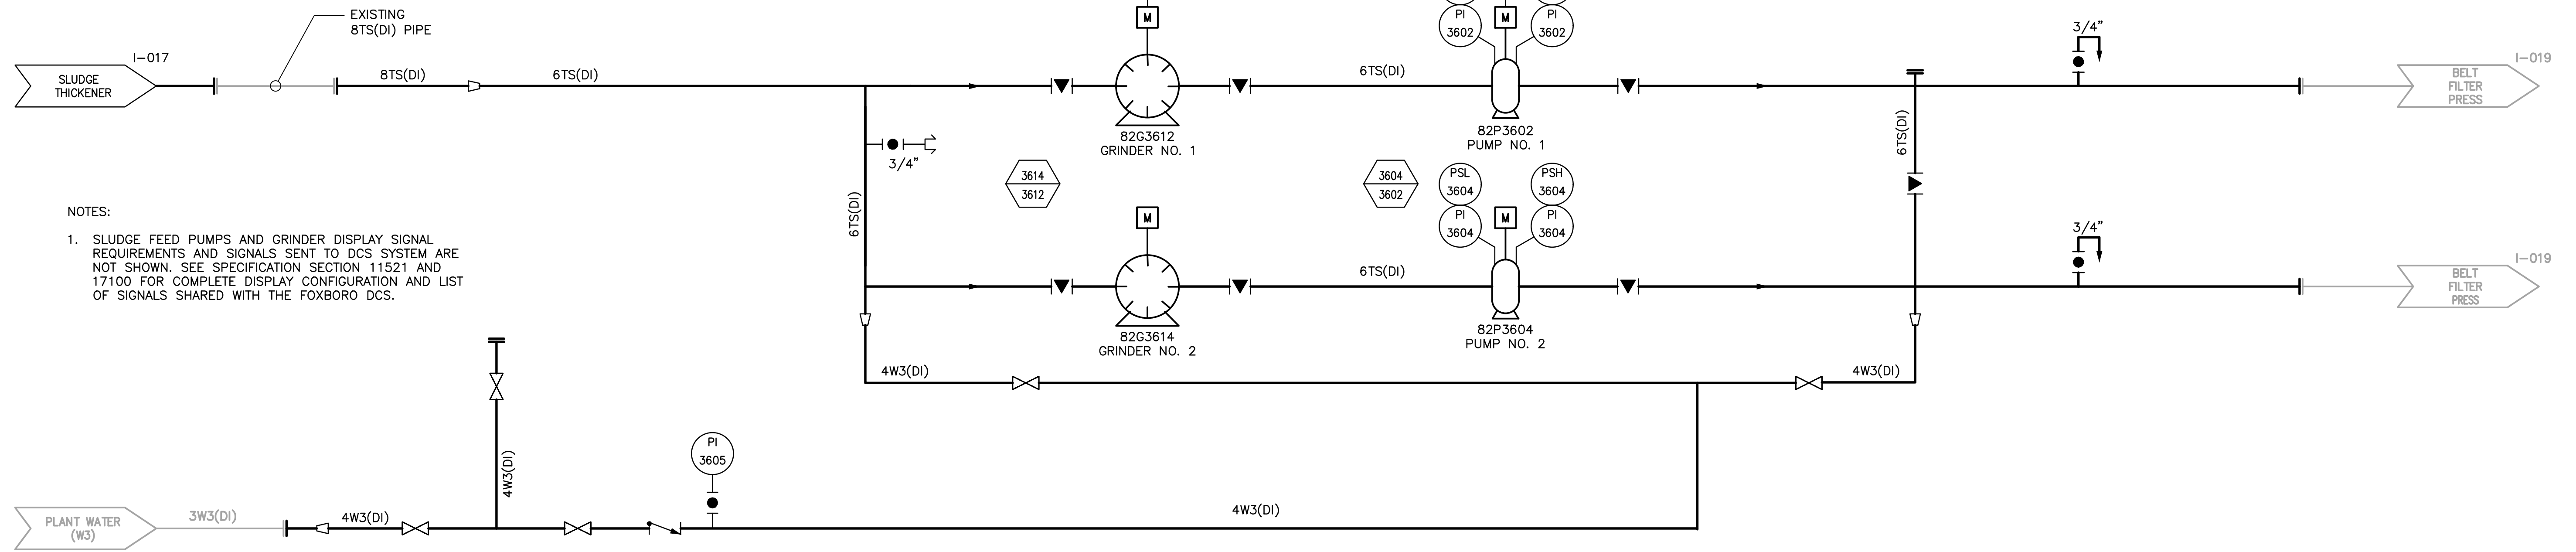 EXISTING
8TS(DI) PIPE
I-017
SLUDGE
THICKENER
8TS(DI)
6TS(DI)
M
82G3612
GRINDER NO. 1
6TS(DI)
PI
3602
M
PI
3602
82P3602
PUMP NO. 1
3/4"
I-019
BELT
FILTER
PRESS
6TS(DI)
3/4"
6TS(DI)
3614
3612
3604
3602
PSL
3604
PSH
3604
PI
3604
M
PI
3604
M
82G3614
GRINDER NO. 2
6TS(DI)
82P3604
PUMP NO. 2
3/4"
I-019
BELT
FILTER
PRESS
NOTES:
1. SLUDGE FEED PUMPS AND GRINDER DISPLAY SIGNAL
REQUIREMENTS AND SIGNALS SENT TO DCS SYSTEM ARE
NOT SHOWN. SEE SPECIFICATION SECTION 11521 AND
17100 FOR COMPLETE DISPLAY CONFIGURATION AND LIST
OF SIGNALS SHARED WITH THE FOXBORO DCS.
4W3(DI)
4W3(DI)
4W3(DI)
PI
3605
PLANT WATER
(W3)
3W3(DI)
4W3(DI)
4W3(DI)